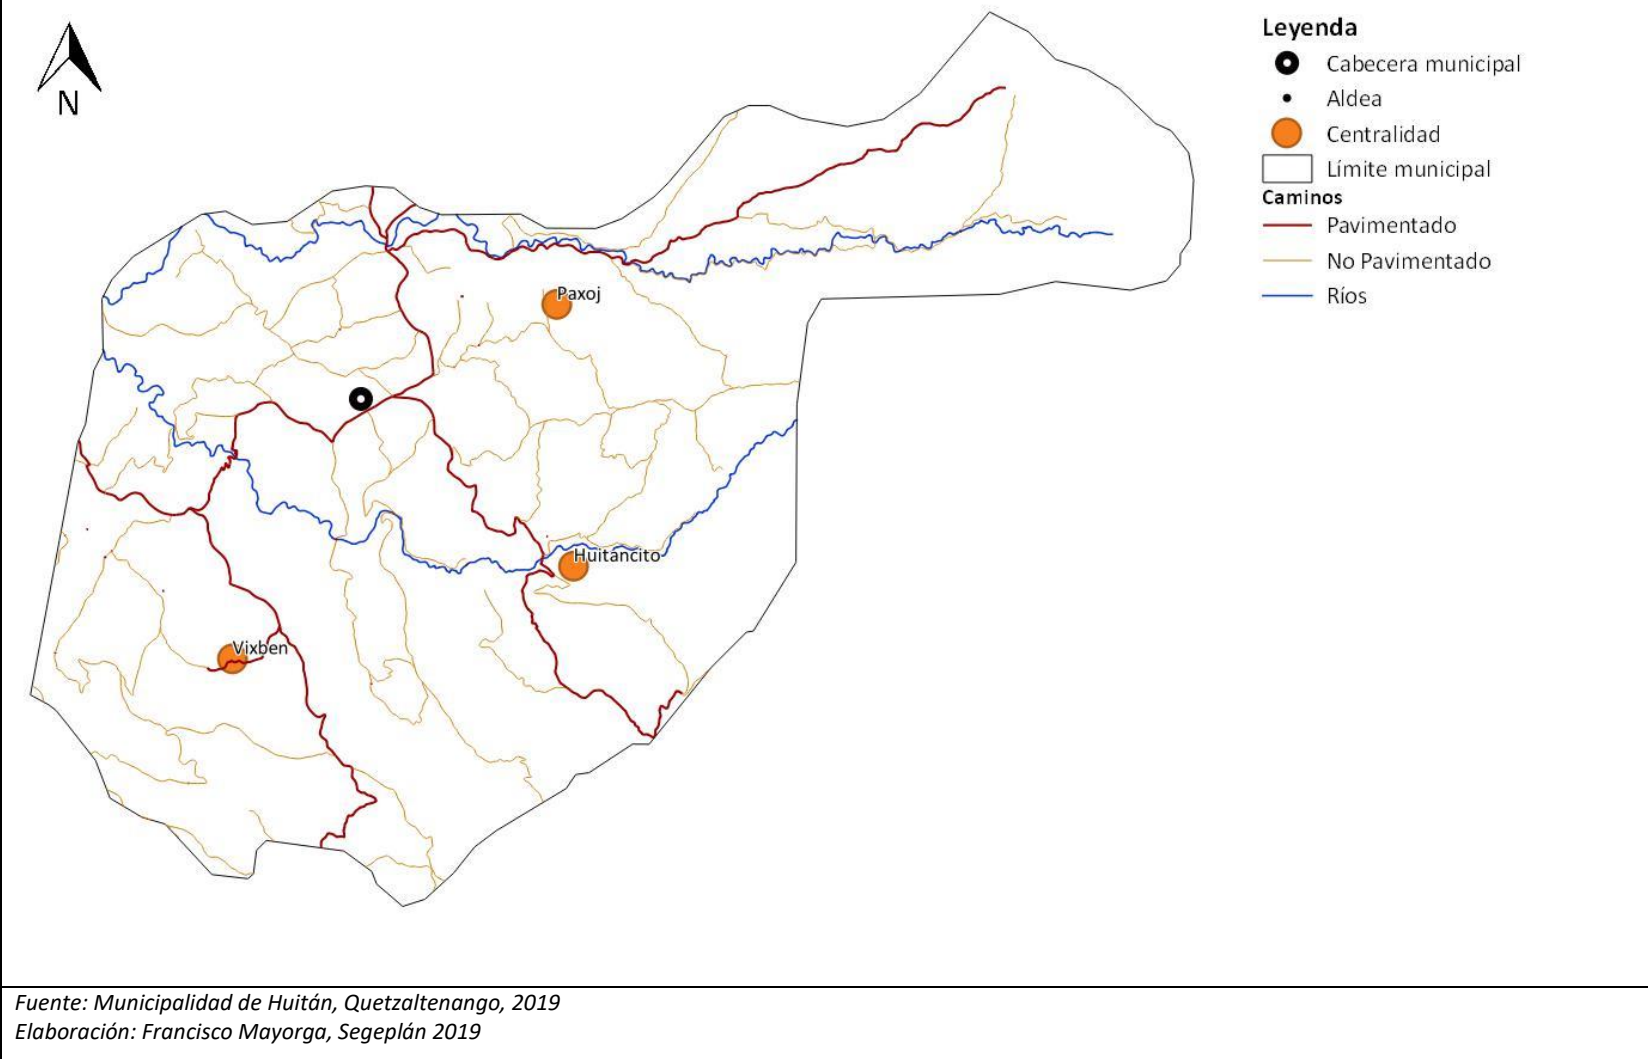 N
Leyenda
Cabecera municipal
Aldea
Centralidad
Límite municipal
Caminos
Pavimentado
No Pavimentado
Ríos
Paxoj
Huitancito
Vixben
Fuente: Municipalidad de Huitán, Quetzaltenango, 2019
Elaboración: Francisco Mayorga, Segeplán 2019